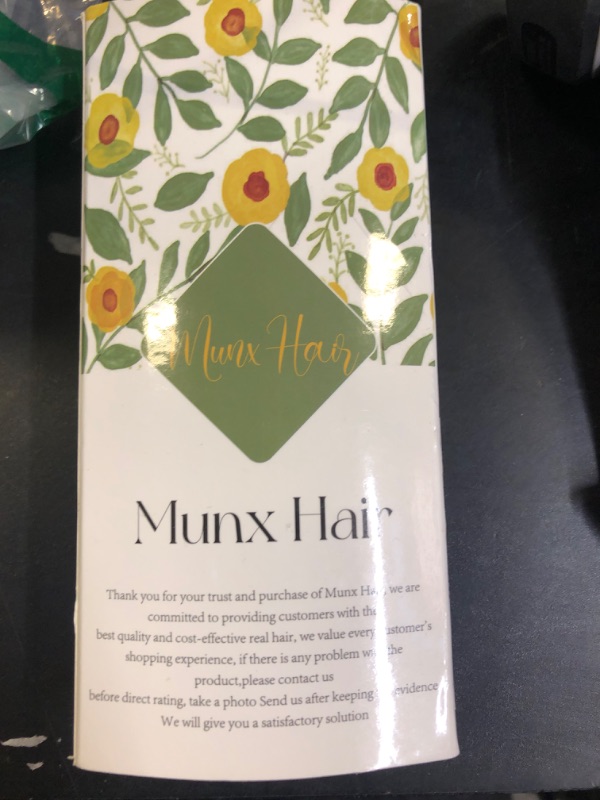 Munx Hair
Munx Hair
Thank you for your trust and purchase of Munx we are
committed to providing customers with
best quality and cost-effective real hair, we value every
shopping experience, if there is any problem the
product,please contact us
before direct rating, take a photo Send us after keeping evidence
We will give you a satisfactory solution